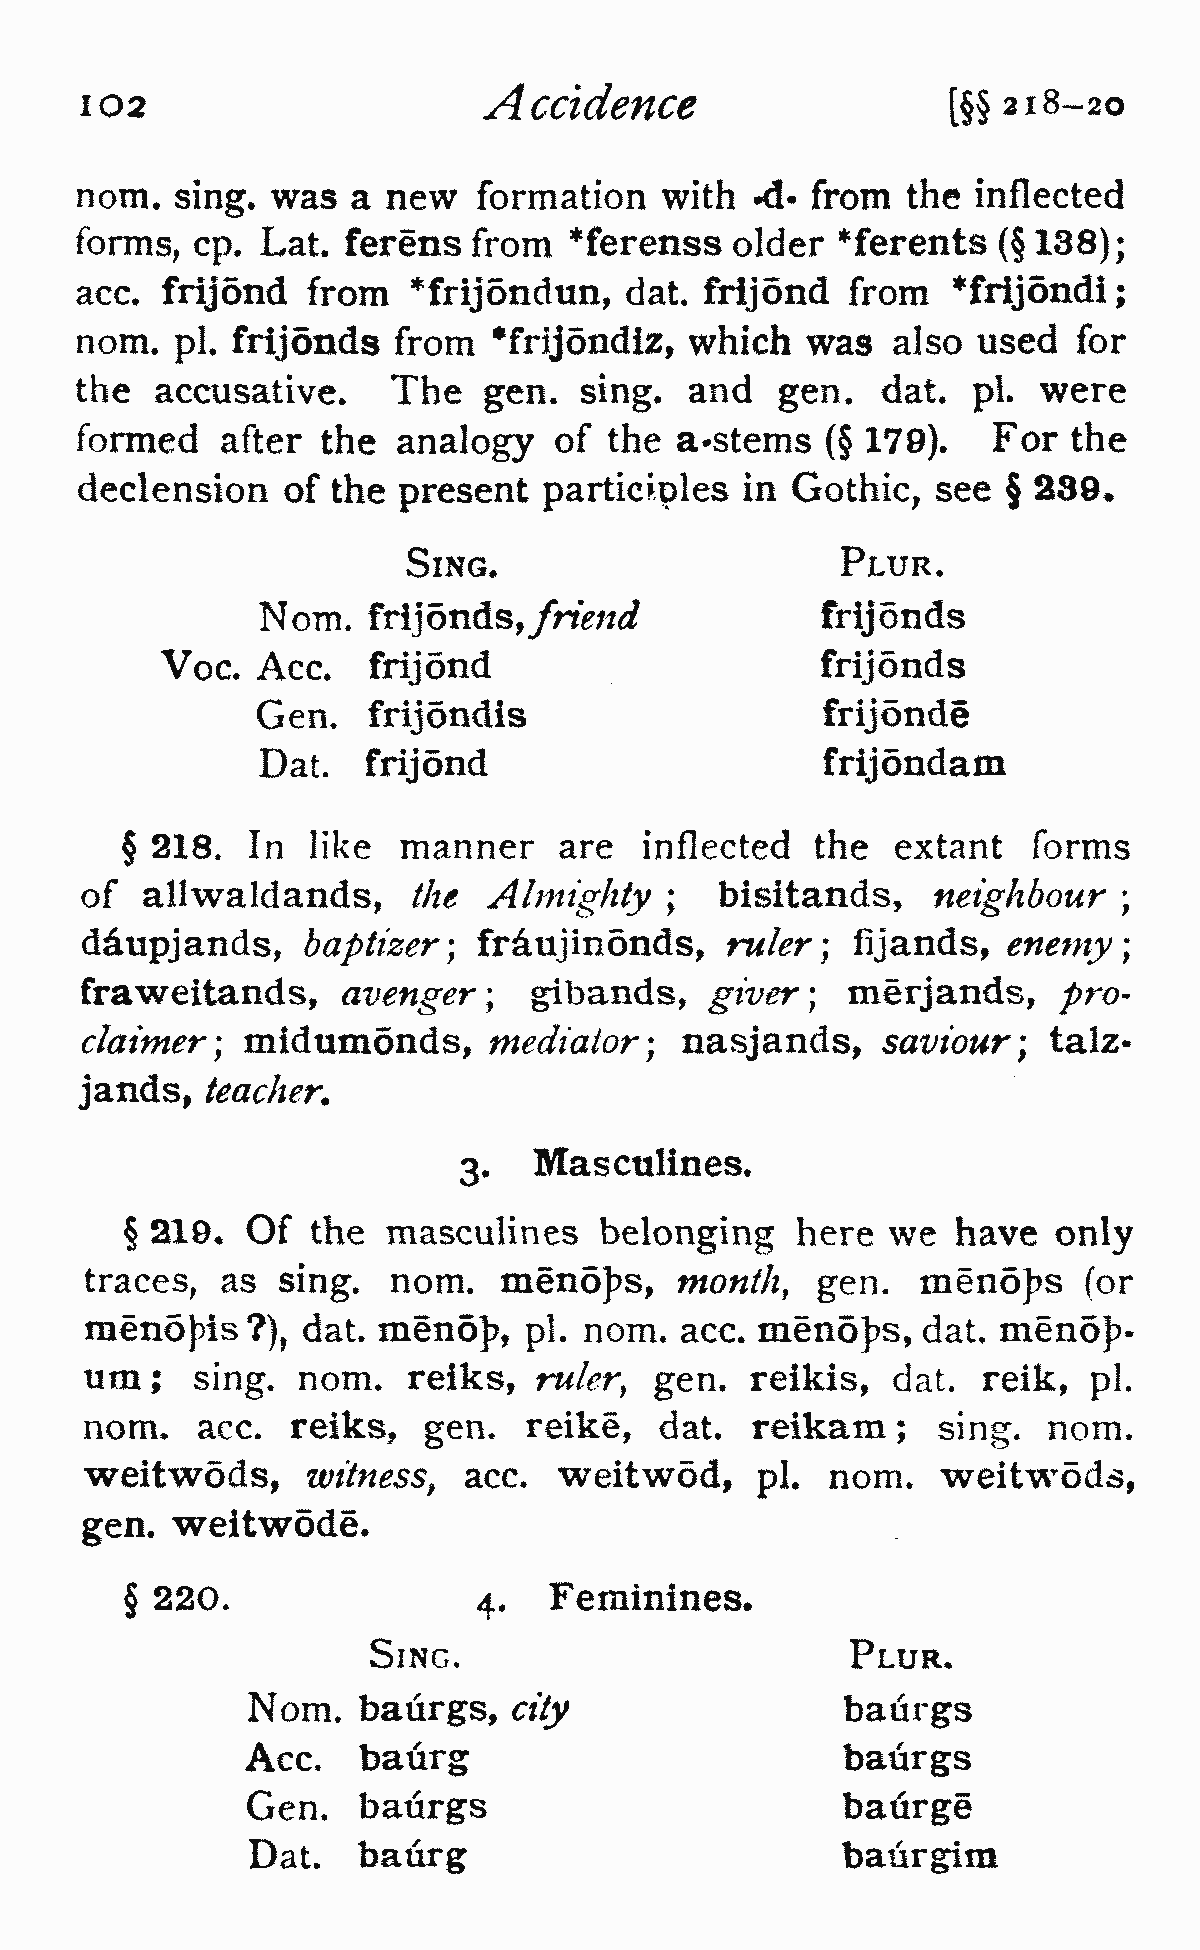 102 Accidence [§§ 218–20
nom. sing. was a new formation with -d- from the inflected
forms, cp. Lat. ferēns from *ferenss older *ferents (§ 138);
acc. frijōnd from *frijōndun, dat. frijōnd from *frijōndi;
nom. pl. frijōnds from *frijōndiz, which was also used for
the accusative. The gen. sing. and gen. dat. pl. were
formed after the analogy of the a-stems (§ 179). For the
declension of the present participles in Gothic, see § 239.
SING. PLUR.
Nom. frijōnds, friend frijōnds
Voc. Acc. frijōnd frijōnds
Gen. frijōndis frijōndē
Dat. frijōnd frijōndam
§ 218. In like manner are inflected the extant forms
of allwaldands, the Almighty; bisitands, neighbour;
dáupjands, baptizer; fráujinōnds, ruler; fijands, enemy;
fraweitands, avenger; gibands, giver; mērjands, pro-
claimer; midumōnds, mediator; nasjands, saviour; talz-
jands, teacher.
3. Masculines.
§ 219. Of the masculines belonging here we have only
traces, as sing. nom. mēnōþs, month, gen. mēnōþs (or
mēnōþis?), dat. mēnōþ, pl. nom. acc. mēnōþs, dat. mēnōþ-
um; sing. nom. reiks, ruler, gen. reikis, dat. reik, pl.
nom. acc. reiks, gen. reikē, dat. reikam; sing. nom.
weitwōds, witness, acc. weitwōd, pl. nom. weitwōds,
gen. weitwōdē.
§ 220. 4. Feminines.
SING. PLUR.
Nom. baúrgs, city baúrgs
Acc. baúrg baúrgs
Gen. baúrgs baúrgē
Dat. baúrg baúrgim